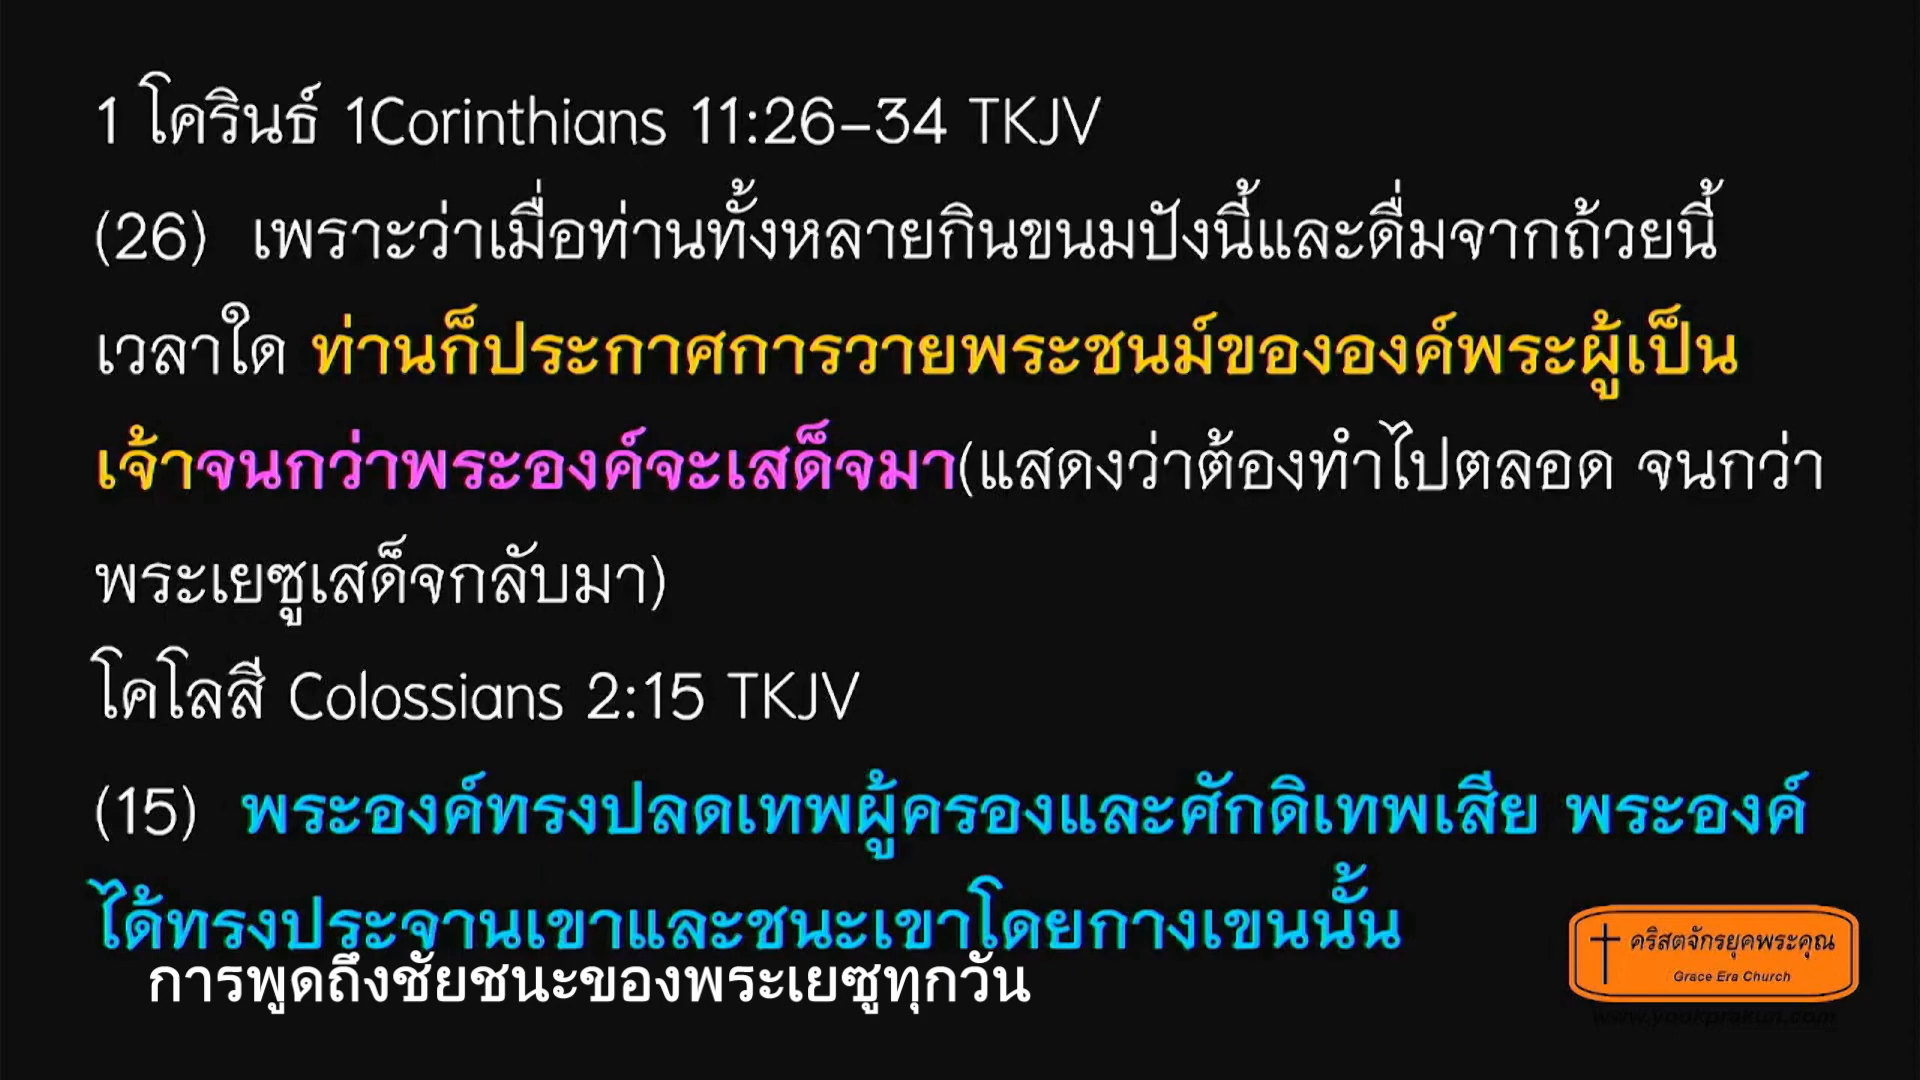 1 โครินธ์ 1Corinthians 11:26-34 TKJV
(26) เพราะว่าเมื่อท่านทั้งหลายกินขนมปังนี้และดื่มจากถ้วยนี้
เวลาใด ท่านก็ประกาศการวายพระชนม์ขององค์พระผู้เป็น
เจ้าจนกว่าพระองค์จะเสด็จมา(แสดงว่าต้องทำไปตลอด จนกว่า
พระเยซูเสด็จกลับมา)
โคโลสี Colossians 2:15 TKJV
(15) พระองค์ทรงปลดเทพผู้ครองและศักดิเทพเสีย พระองค์
ได้ทรงประจานเขาและชนะเขาโดยกางเขนนั้น
การพูดถึงชัยชนะของพระเยซูทุกวัน
คริสตจักรยุคพระคุณ
Grace Era Church
www.yookprakun.com